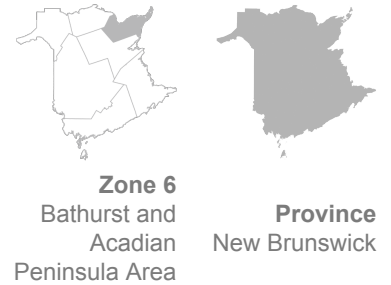 Zone 6
Bathurst and
Acadian
Peninsula Area
Province
New Brunswick